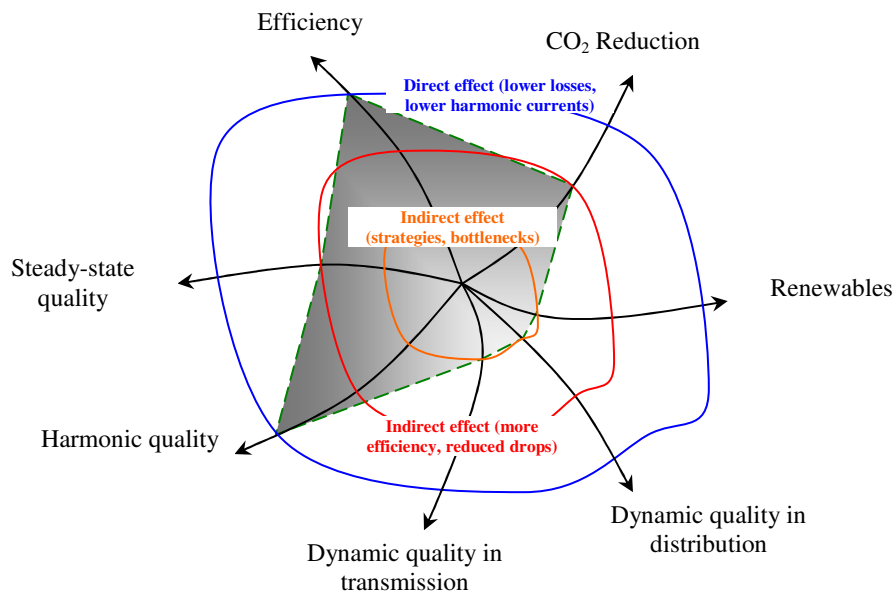 Efficiency
CO₂ Reduction
Direct effect (lower losses,
lower harmonic currents)
Indirect effect
(strategies, bottlenecks)
Steady-state
quality
Renewables
Indirect effect (more
efficiency, reduced drops)
Harmonic quality
Dynamic quality in
distribution
Dynamic quality in
transmission